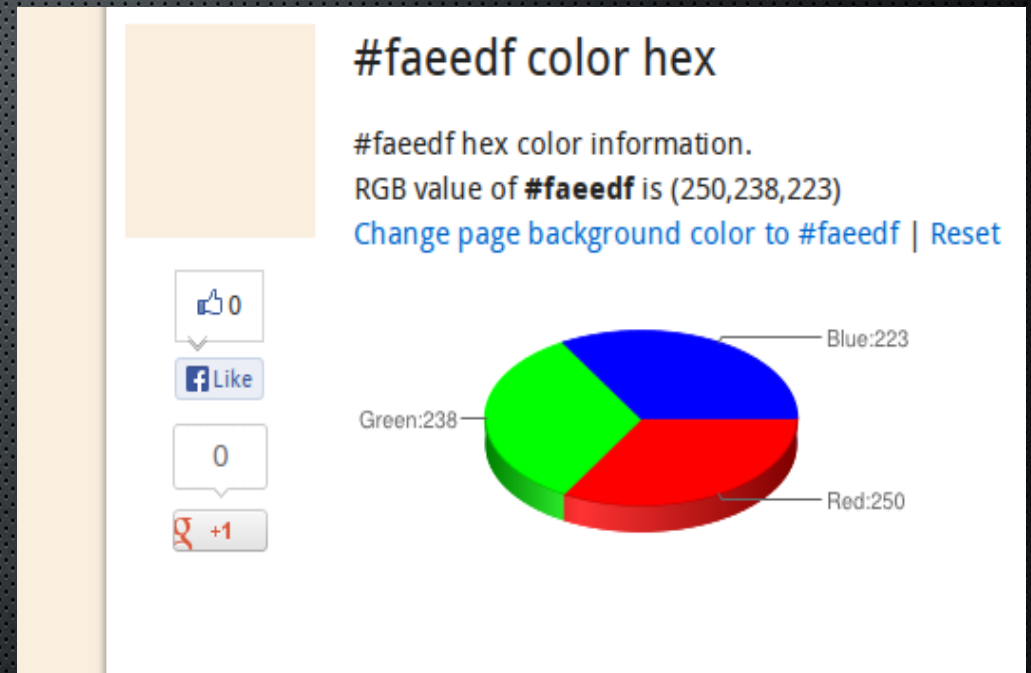 #faeedf color hex
#faeedf hex color information.
RGB value of #faeedf is (250,238,223)
Change page background color to #faeedf | Reset
0
Like
0
g +1
Blue:223
Green:238
Red:250